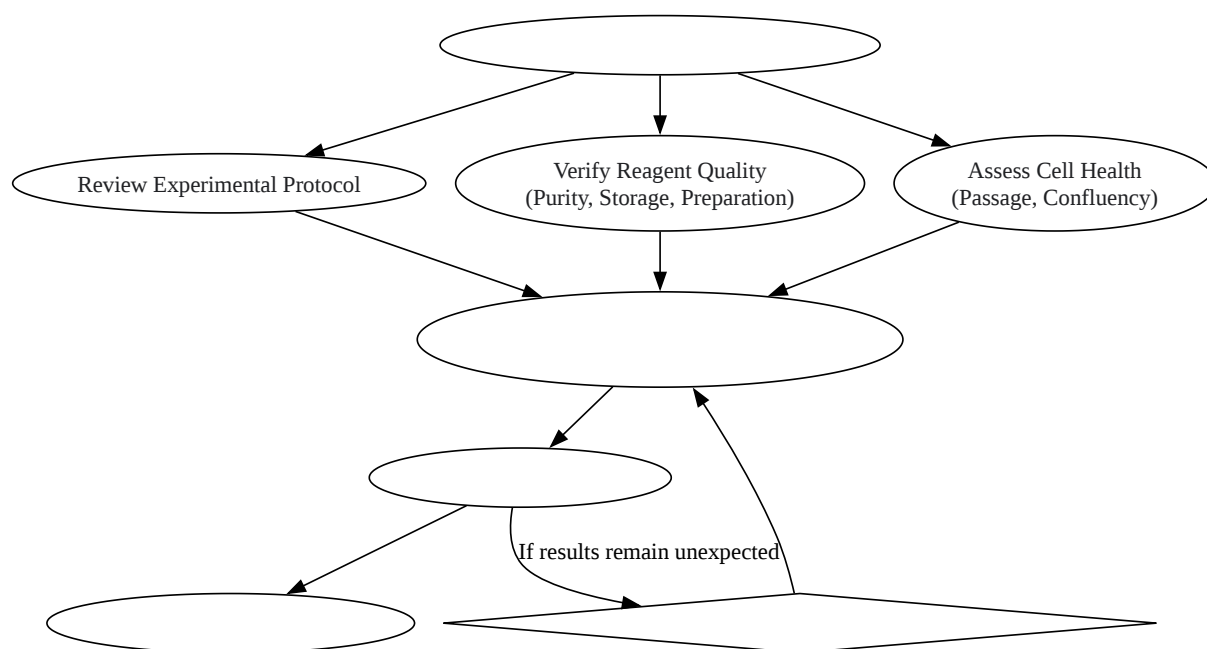 Review Experimental Protocol
Verify Reagent Quality
(Purity, Storage, Preparation)
Assess Cell Health
(Passage, Confluency)
If results remain unexpected